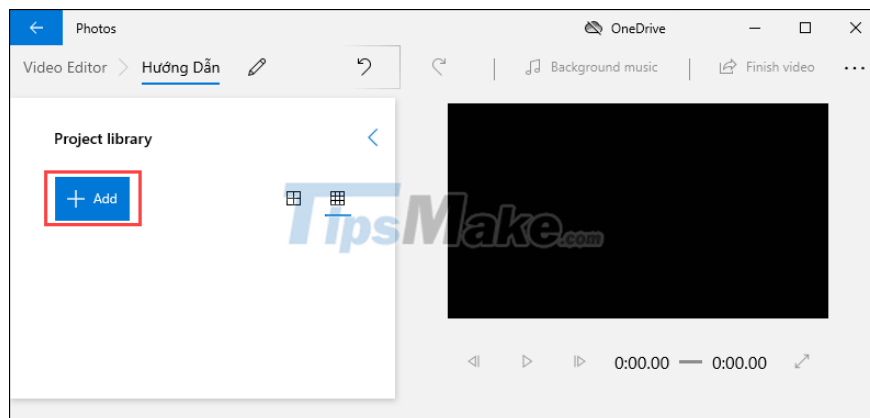 Photos OneDrive
Video Editor Hướng Dẫn Background music Finish video ...
Project library
+ Add
TipsMake.com
0:00.00 0:00.00